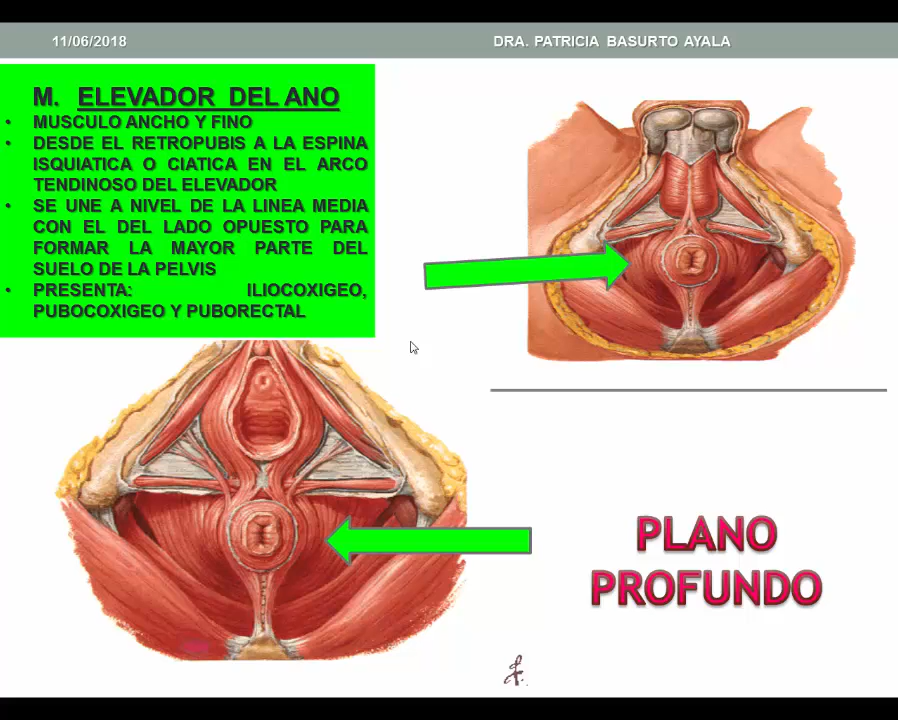 11/06/2018
DRA. PATRICIA BASURTO AYALA
M. ELEVADOR DEL ANO
• MUSCULO ANCHO Y FINO
• DESDE EL RETROPUBIS A LA ESPINA
ISQUIATICA O CIATICA EN EL ARCO
TENDINOSO DEL ELEVADOR
• SE UNE A NIVEL DE LA LINEA MEDIA
CON EL DEL LADO OPUESTO PARA
FORMAR LA MAYOR PARTE DEL
SUELO DE LA PELVIS
• PRESENTA: ILIOCOXIGEO,
PUBOCOXIGEO Y PUBORECTAL
PLANO
PROFUNDO